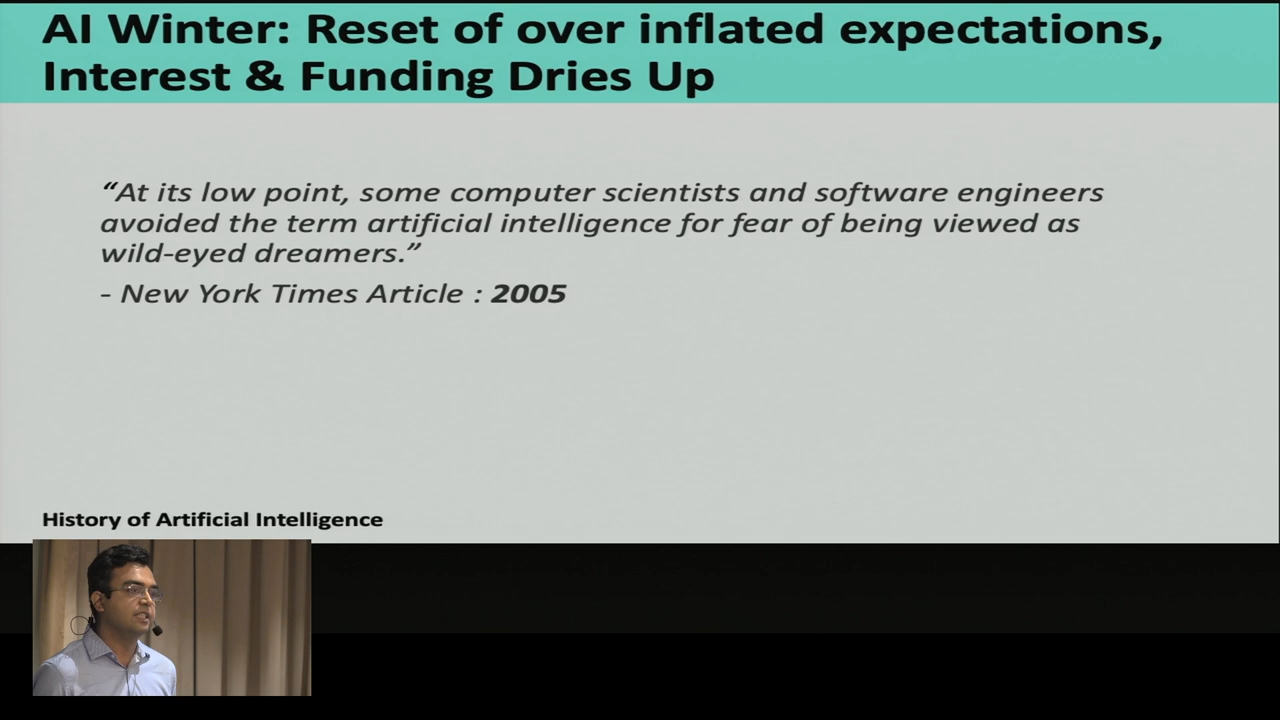 AI Winter: Reset of over inflated expectations,
Interest & Funding Dries Up
“At its low point, some computer scientists and software engineers
avoided the term artificial intelligence for fear of being viewed as
wild-eyed dreamers.”
- New York Times Article : 2005
History of Artificial Intelligence